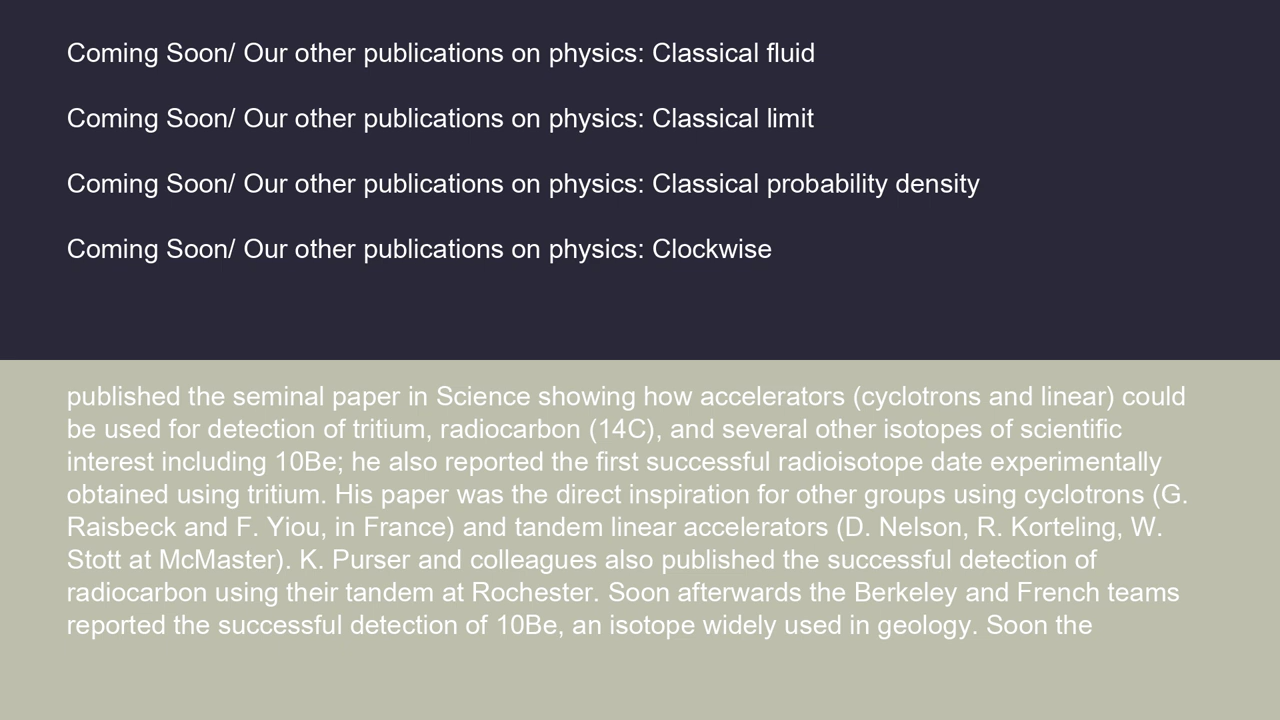 Coming Soon/ Our other publications on physics: Classical fluid
Coming Soon/ Our other publications on physics: Classical limit
Coming Soon/ Our other publications on physics: Classical probability density
Coming Soon/ Our other publications on physics: Clockwise
published the seminal paper in Science showing how accelerators (cyclotrons and linear) could
be used for detection of tritium, radiocarbon (14C), and several other isotopes of scientific
interest including 10Be; he also reported the first successful radioisotope date experimentally
obtained using tritium. His paper was the direct inspiration for other groups using cyclotrons (G.
Raisbeck and F. Yiou, in France) and tandem linear accelerators (D. Nelson, R. Korteling, W.
Stott at McMaster). K. Purser and colleagues also published the successful detection of
radiocarbon using their tandem at Rochester. Soon afterwards the Berkeley and French teams
reported the successful detection of 10Be, an isotope widely used in geology. Soon the